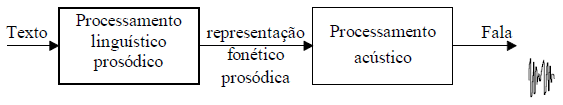 Texto
Processamento
linguístico
prosódico
representação
fonético
prosódica
Processamento
acústico
Fala